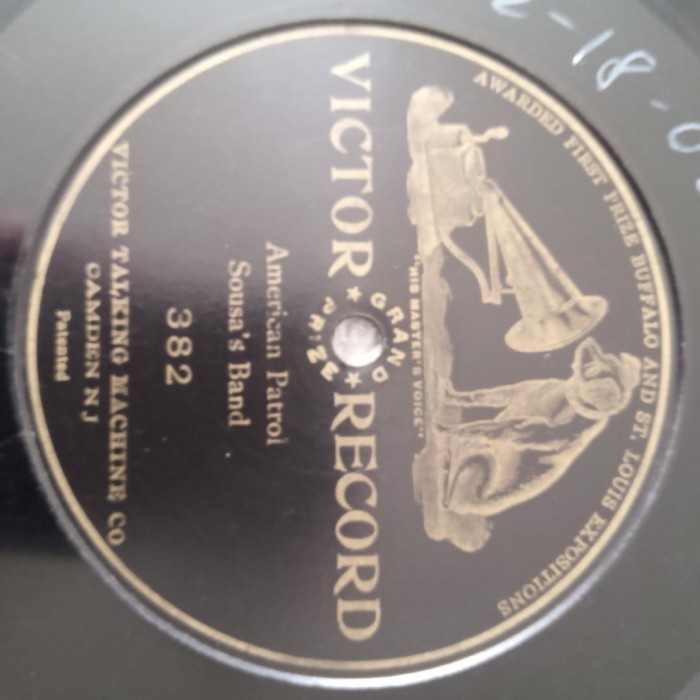 AWARDED FIRST PRIZE BUFFALO AND ST. LOUIS EXPOSITIONS
"HIS MASTER'S VOICE"
GRAND PRIZE
VICTOR RECORD
American Patrol
Sousa's Band
382
VICTOR TALKING MACHINE CO
CAMDEN N J
Patented